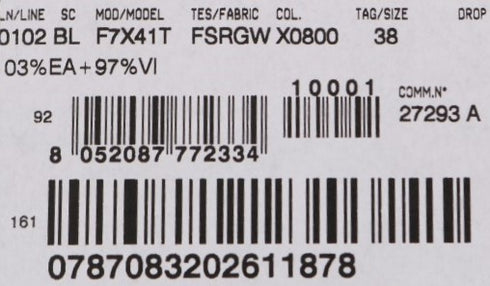 LN/LINE SC MOD/MODEL TES/FABRIC COL. TAG/SIZE DROP
0102 BL F7X41T FSRGW X0800 38
03%EA+97%VI
10001 COMM.N°
92 27293 A
8 052087 772334
161
0787083202611878